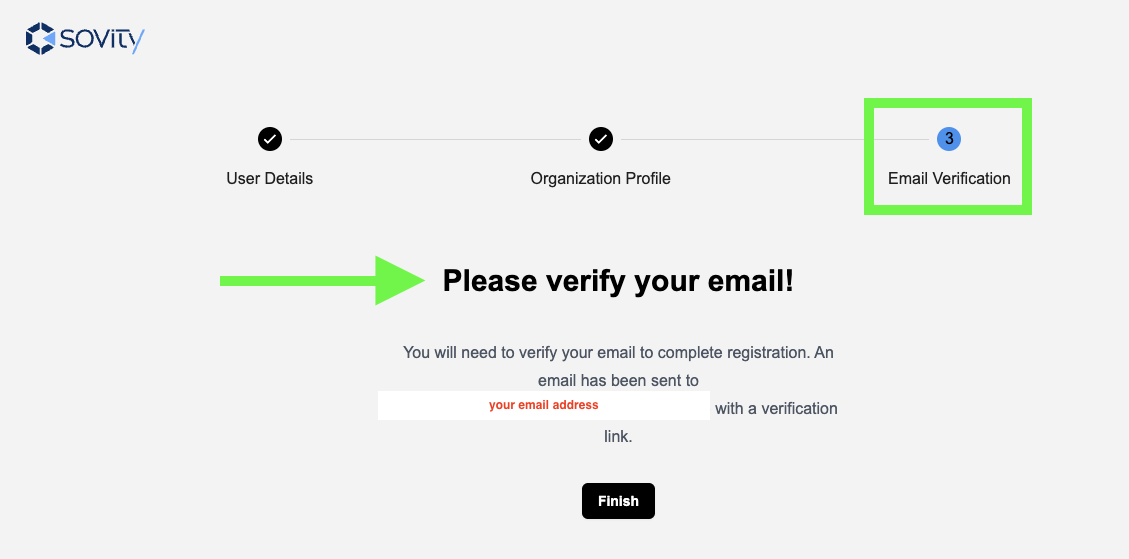 sovity
3
User Details
Organization Profile
Email Verification
Please verify your email!
You will need to verify your email to complete registration. An
email has been sent to
your email address with a verification
link.
Finish